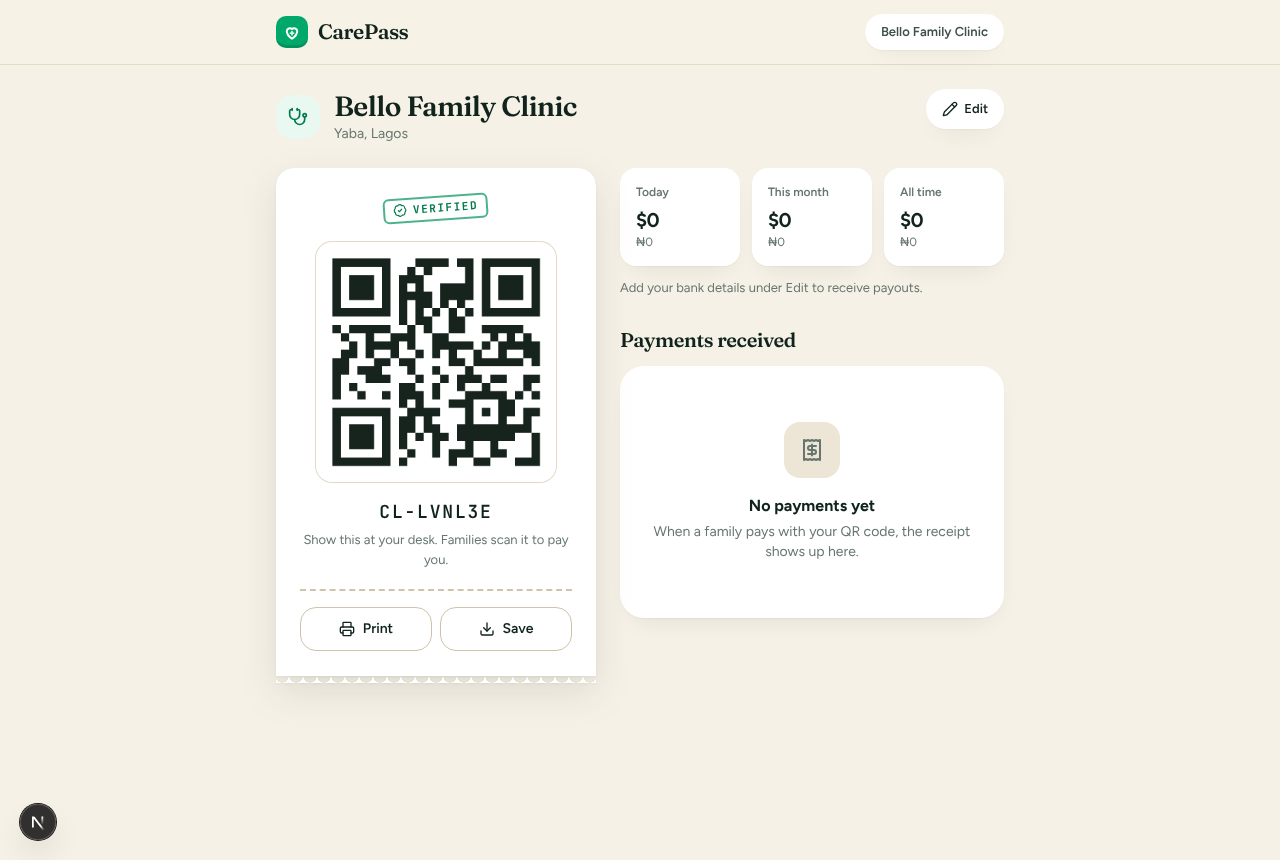 CarePass
Bello Family Clinic
Bello Family Clinic
Yaba, Lagos
Edit
VERIFIED
CL-LVNL3E
Show this at your desk. Families scan it to pay
you.
Print
Save
Today
$0
₦0
This month
$0
₦0
All time
$0
₦0
Add your bank details under Edit to receive payouts.
Payments received
No payments yet
When a family pays with your QR code, the receipt
shows up here.
N